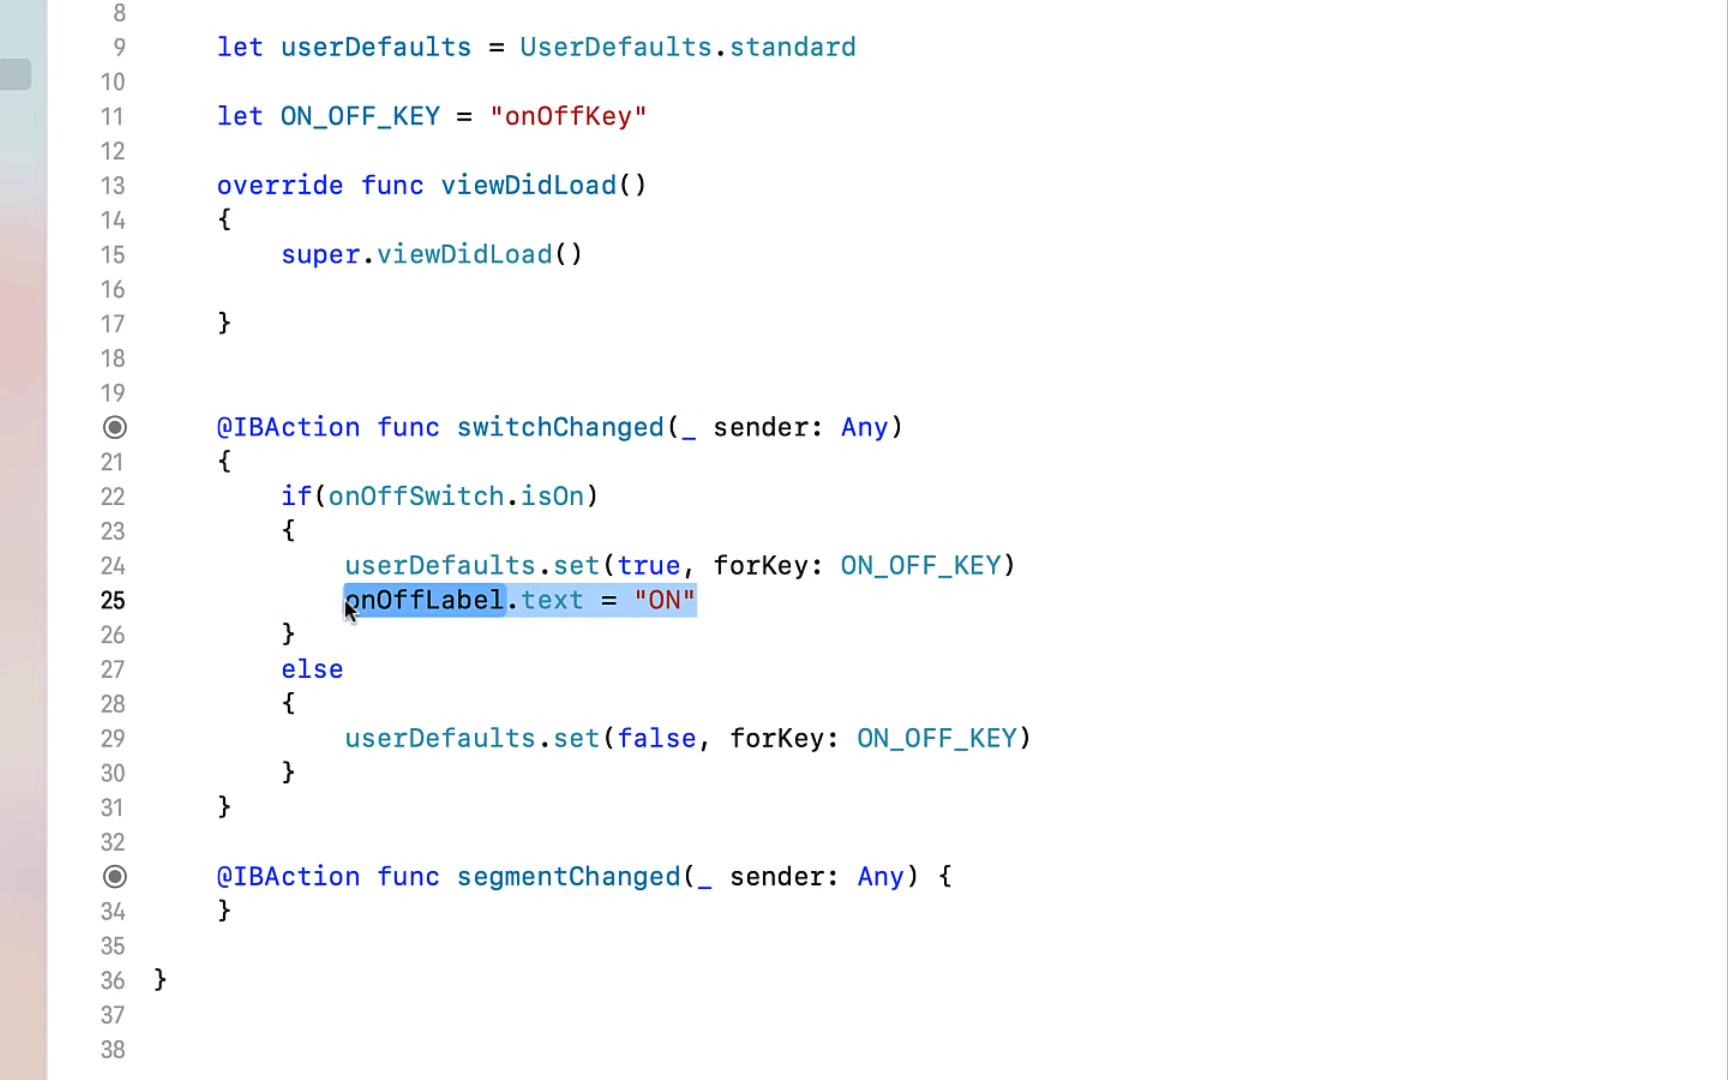 8
9 let userDefaults = UserDefaults.standard
10
11 let ON_OFF_KEY = "onOffKey"
12
13 override func viewDidLoad()
14 {
15 super.viewDidLoad()
16
17 }
18
19
@IBAction func switchChanged(_ sender: Any)
21 {
22 if(onOffSwitch.isOn)
23 {
24 userDefaults.set(true, forKey: ON_OFF_KEY)
25 onOffLabel.text = "ON"
26 }
27 else
28 {
29 userDefaults.set(false, forKey: ON_OFF_KEY)
30 }
31 }
32
@IBAction func segmentChanged(_ sender: Any) {
34 }
35
36 }
37
38